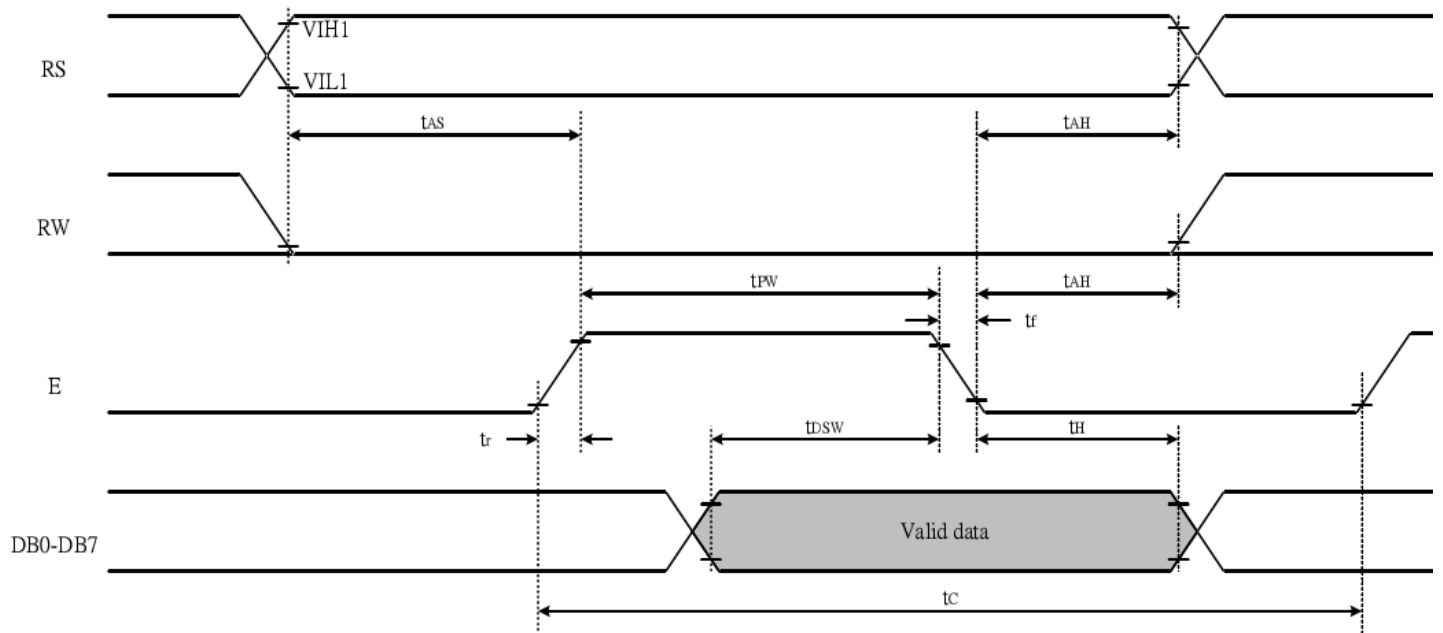 VIH1
RS
VIL1
tAS
tAH
RW
tPW
tAH
tf
E
tr
tDSW
tH
Valid data
DB0-DB7
tC